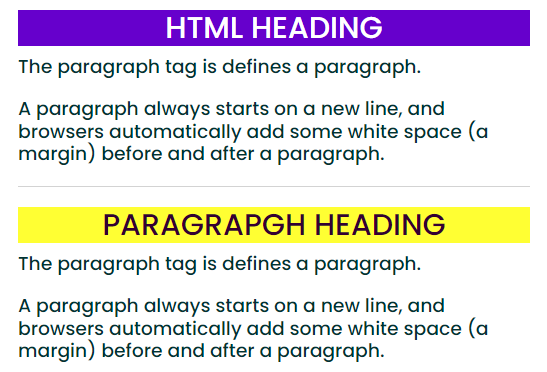 HTML HEADING
The paragraph tag is defines a paragraph.
A paragraph always starts on a new line, and
browsers automatically add some white space (a
margin) before and after a paragraph.
PARAGRAPGH HEADING
The paragraph tag is defines a paragraph.
A paragraph always starts on a new line, and
browsers automatically add some white space (a
margin) before and after a paragraph.